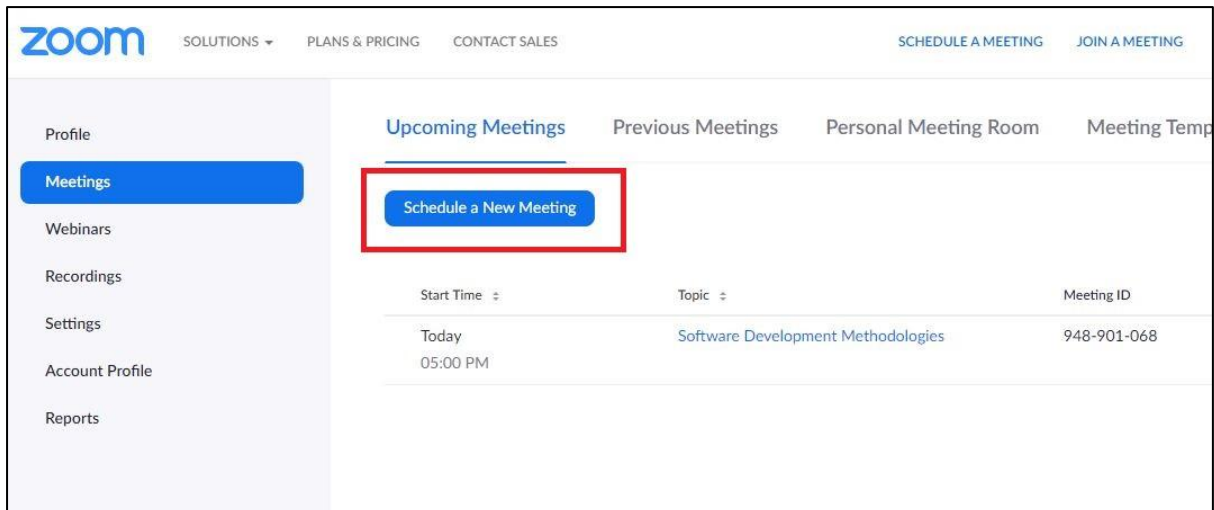 zoom SOLUTIONS PLANS & PRICING CONTACT SALES SCHEDULE A MEETING JOIN A MEETING
Profile
Meetings
Webinars
Recordings
Settings
Account Profile
Reports
Upcoming Meetings Previous Meetings Personal Meeting Room Meeting Temp
Schedule a New Meeting
Start Time Topic Meeting ID
Today Software Development Methodologies 948-901-068
05:00 PM